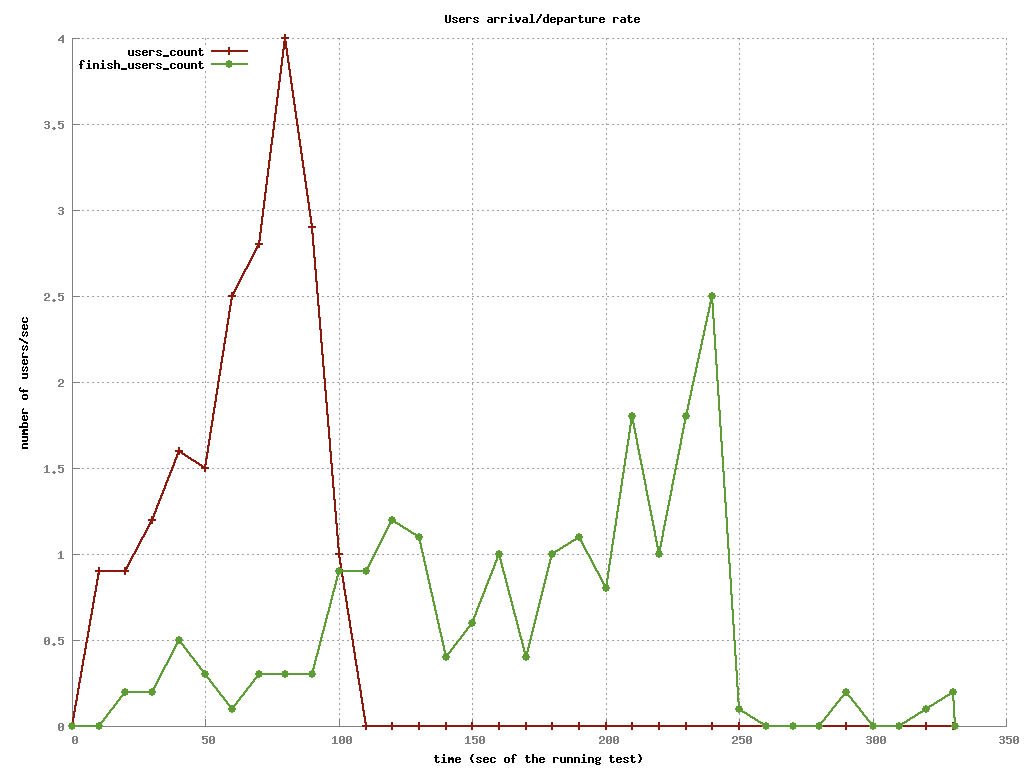 Users arrival/departure rate
users_count
finish_users_count
4
3.5
3
2.5
2
1.5
1
0.5
0
number of users/sec
0 50 100 150 200 250 300 350
time (sec of the running test)